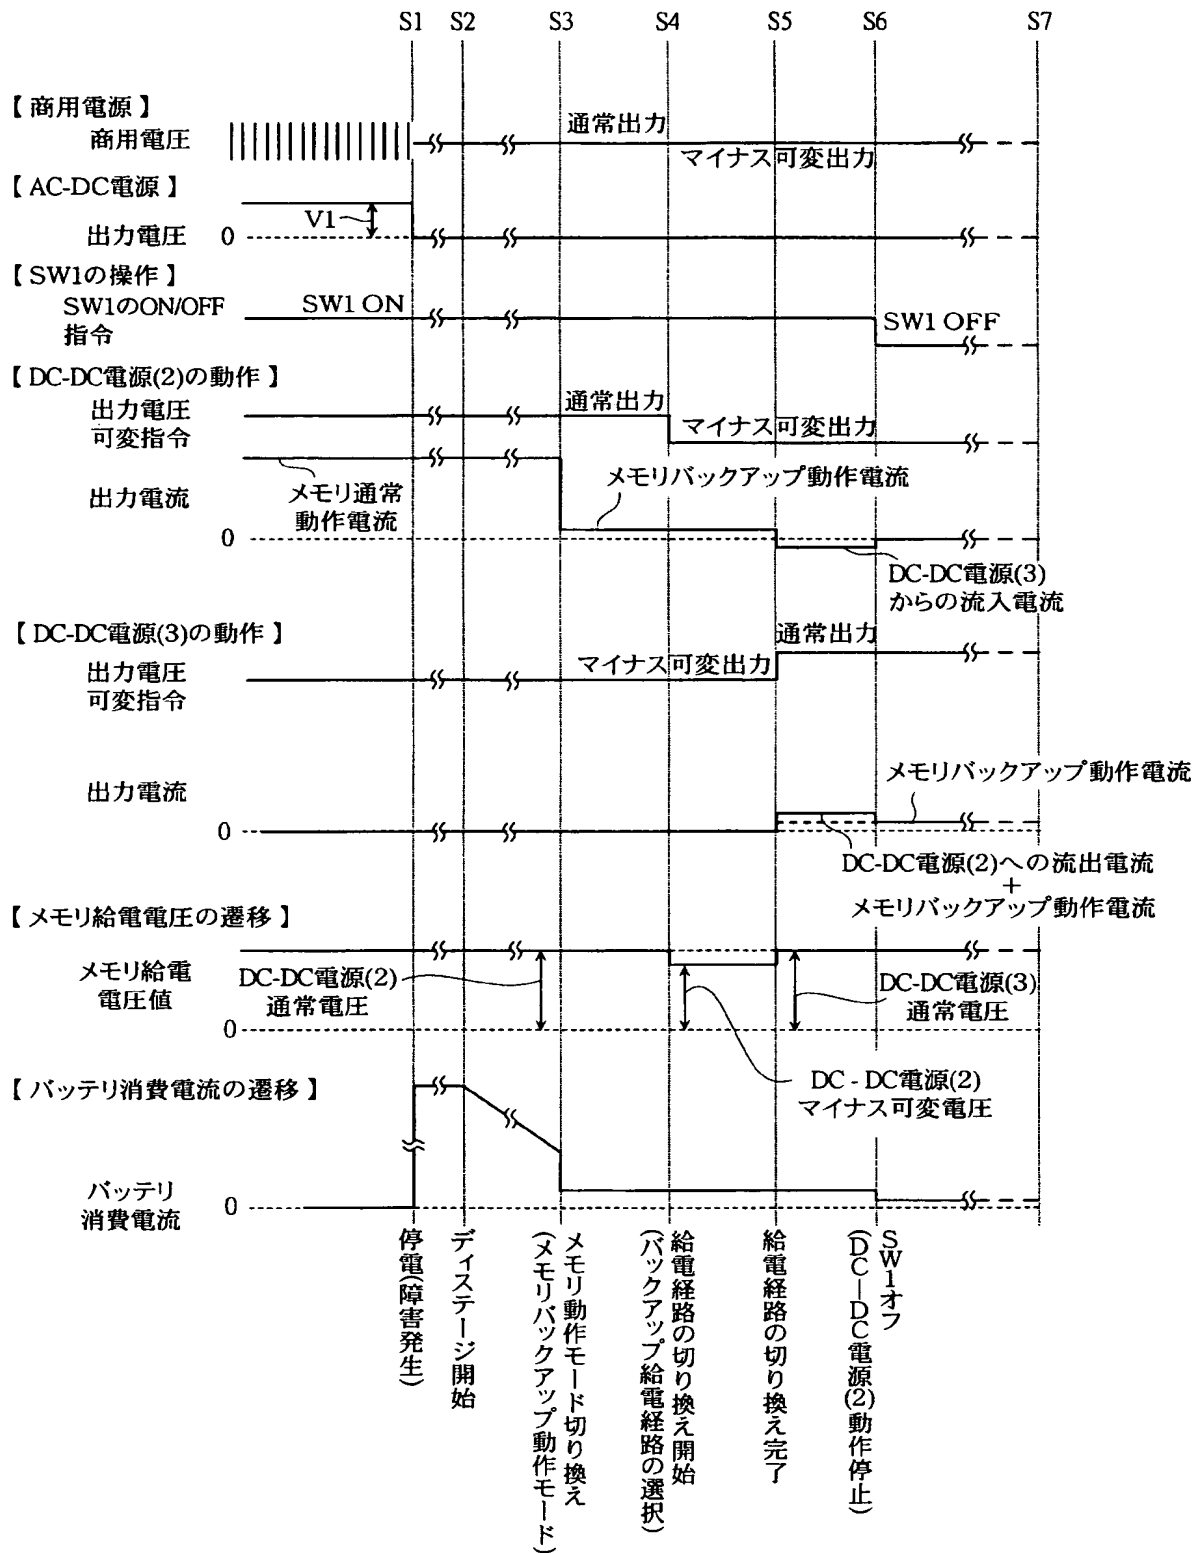 S1 S2 S3 S4 S5 S6 S7
【 商用電源 】
商用電圧
通常出力
マイナス可変出力
【 AC-DC電源 】
V1
出力電圧 0
【 SW1の操作 】
SW1のON/OFF
指令
SW1 ON
SW1 OFF
【 DC-DC電源(2)の動作 】
出力電圧
可変指令
通常出力
マイナス可変出力
出力電流
メモリ通常
動作電流
メモリバックアップ動作電流
0
DC-DC電源(3)
からの流入電流
【 DC-DC電源(3)の動作 】
通常出力
出力電圧
可変指令
マイナス可変出力
出力電流
メモリバックアップ動作電流
0
DC-DC電源(2)への流出電流
+
メモリバックアップ動作電流
【 メモリ給電電圧の遷移 】
メモリ給電
電圧値
DC-DC電源(2)
通常電圧
DC-DC電源(3)
通常電圧
0
DC - DC電源(2)
マイナス可変電圧
【 バッテリ消費電流の遷移 】
バッテリ
消費電流
0
停電(障害発生)
ディステージ開始
メモリ動作モード切り換え
(メモリバックアップ動作モード)
給電経路の切り換え開始
(バックアップ給電経路の選択)
給電経路の切り換え完了
SW1オフ
(DC—DC電源(2)動作停止)